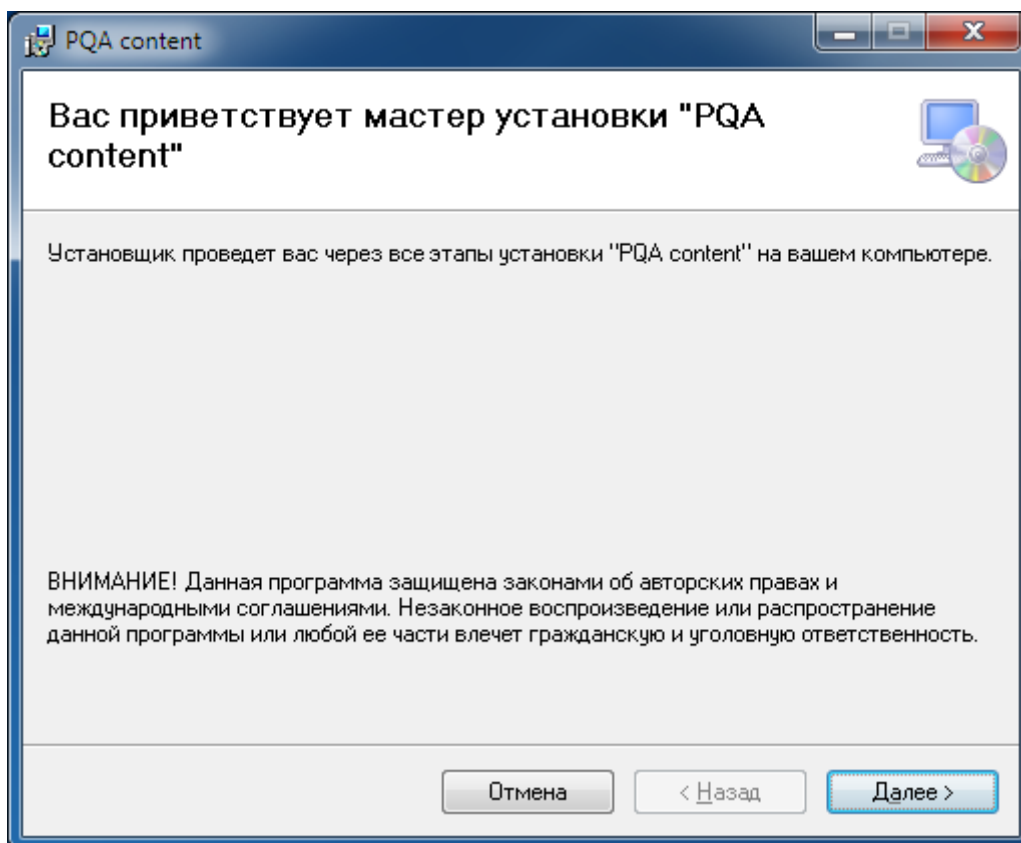 PQA content
Вас приветствует мастер установки "PQA
content"
Установщик проведет вас через все этапы установки "PQA content" на вашем компьютере.
ВНИМАНИЕ! Данная программа защищена законами об авторских правах и
международными соглашениями. Незаконное воспроизведение или распространение
данной программы или любой ее части влечет гражданскую и уголовную ответственность.
Отмена
< Назад
Далее >